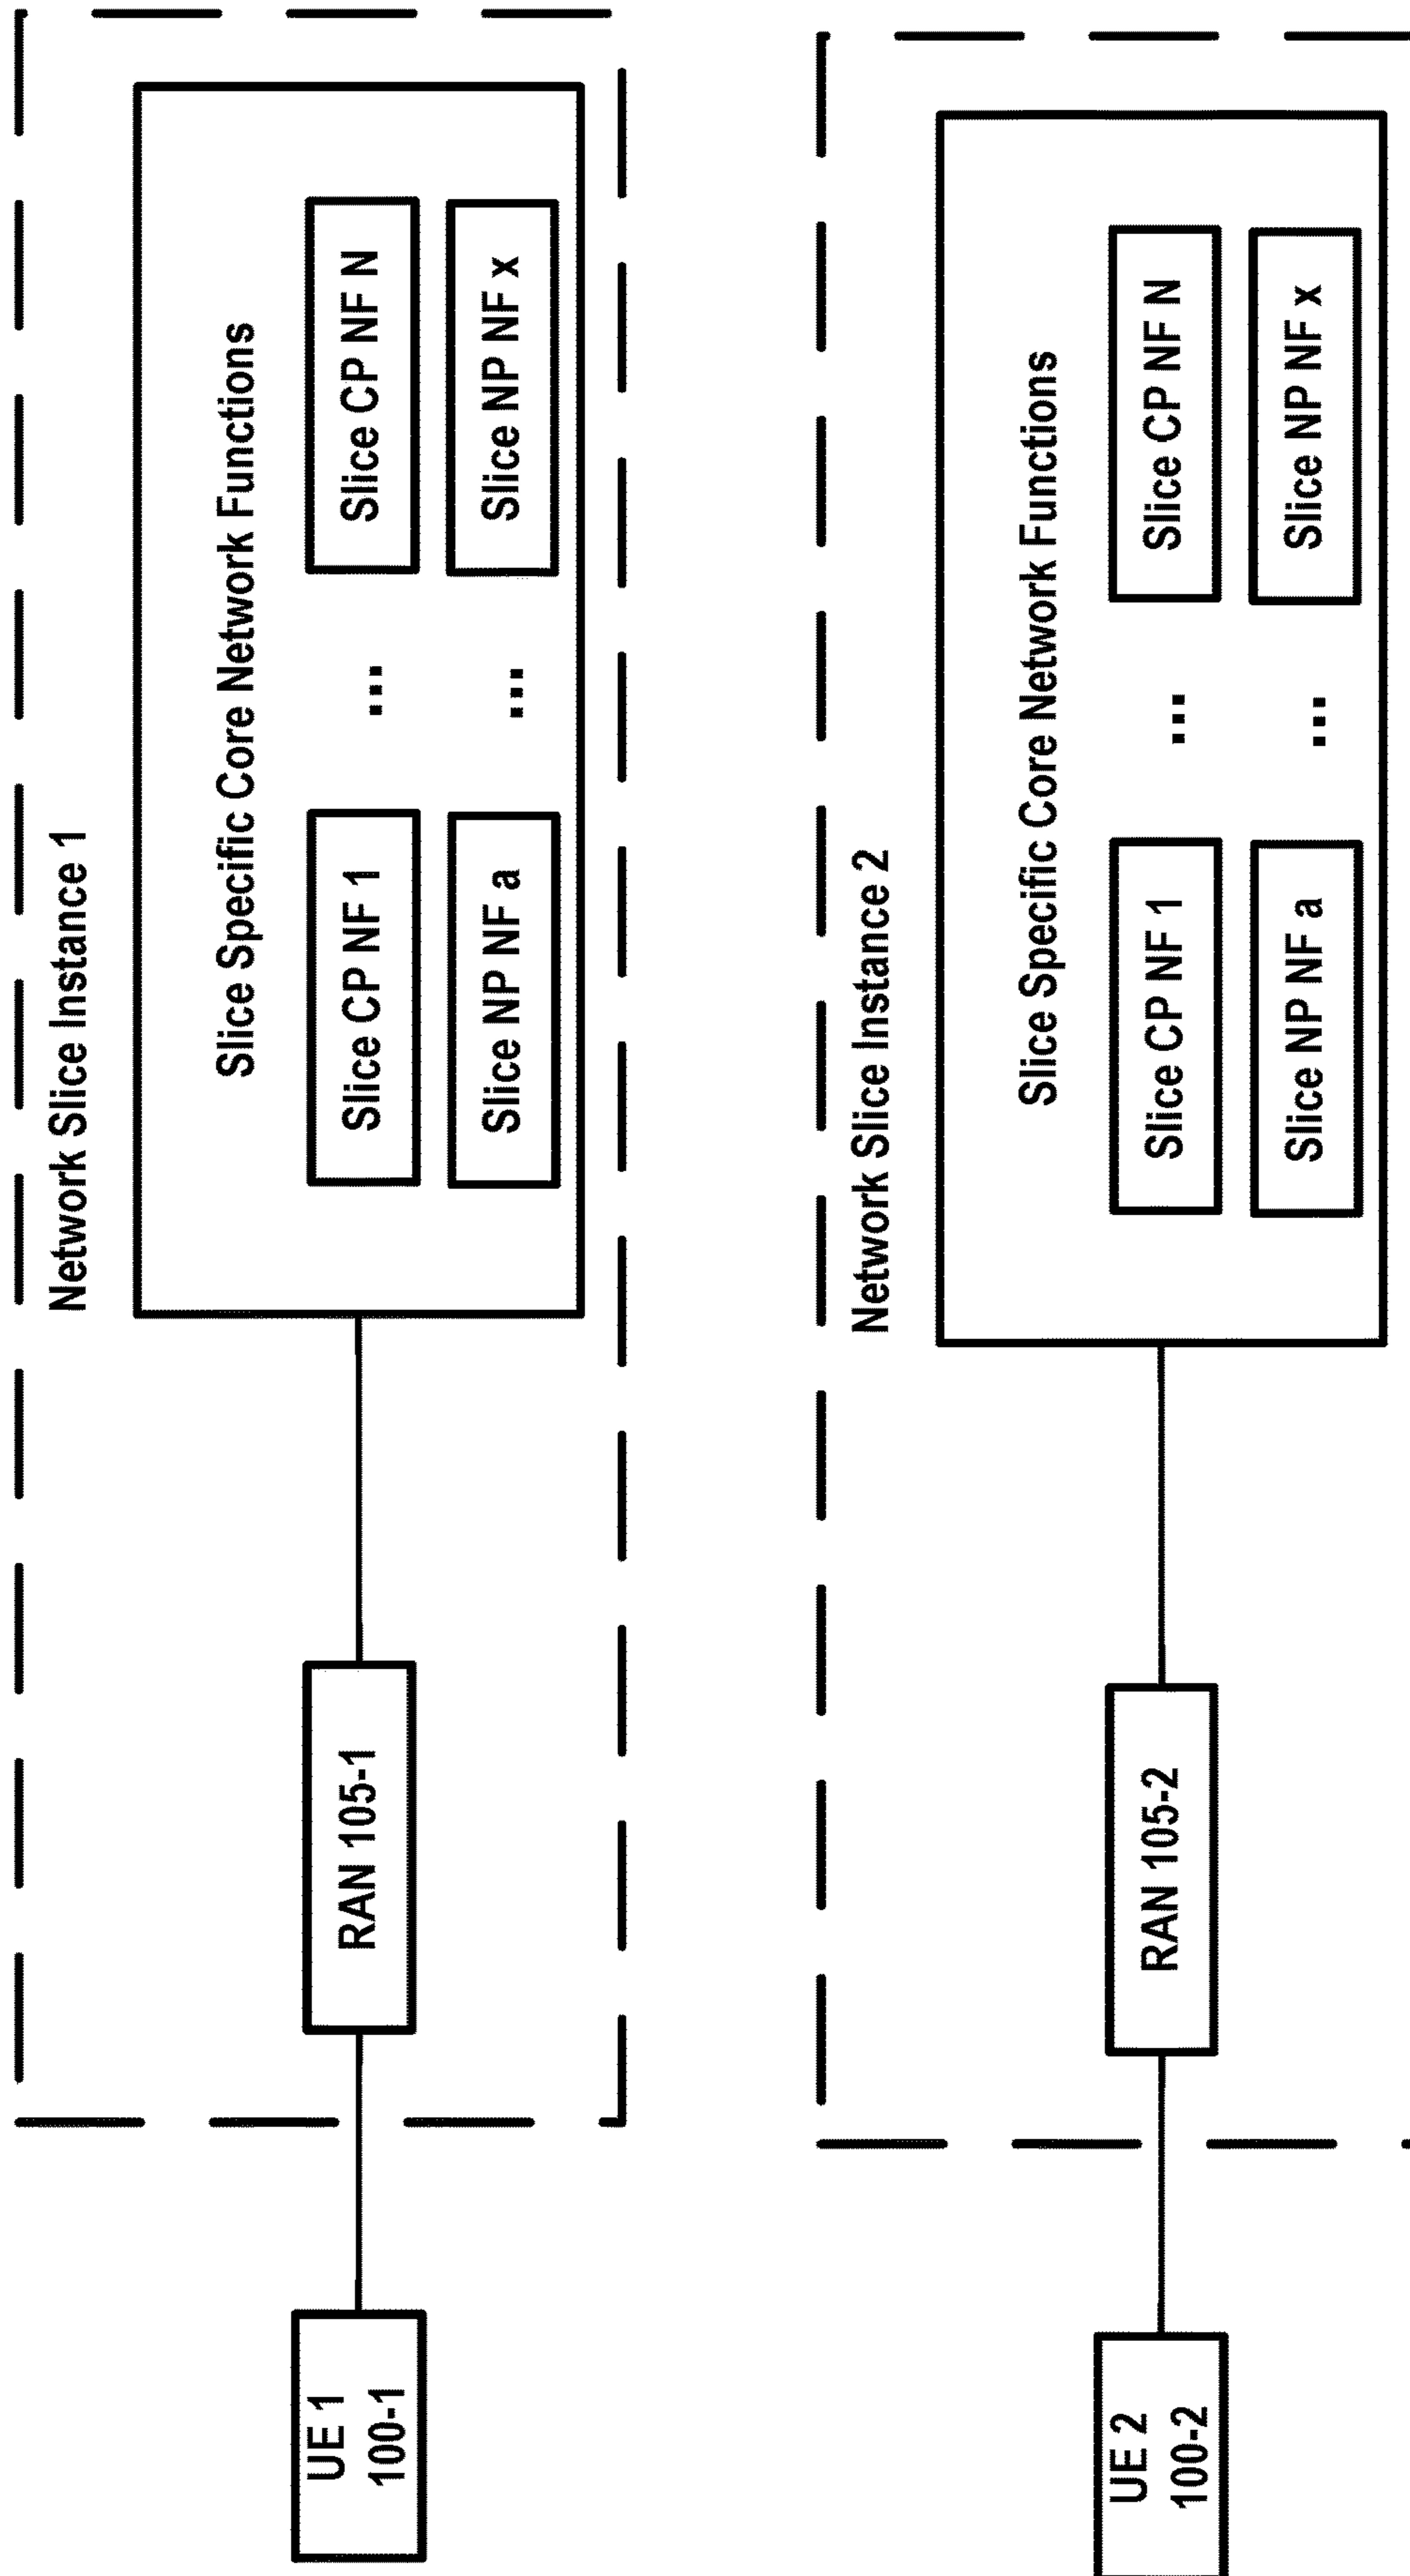 Network Slice Instance 1
UE 1
100-1
RAN 105-1
Slice Specific Core Network Functions
Slice CP NF 1
...
Slice CP NF N
Slice NP NF a
...
Slice NP NF x
Network Slice Instance 2
UE 2
100-2
RAN 105-2
Slice Specific Core Network Functions
Slice CP NF 1
...
Slice CP NF N
Slice NP NF a
...
Slice NP NF x